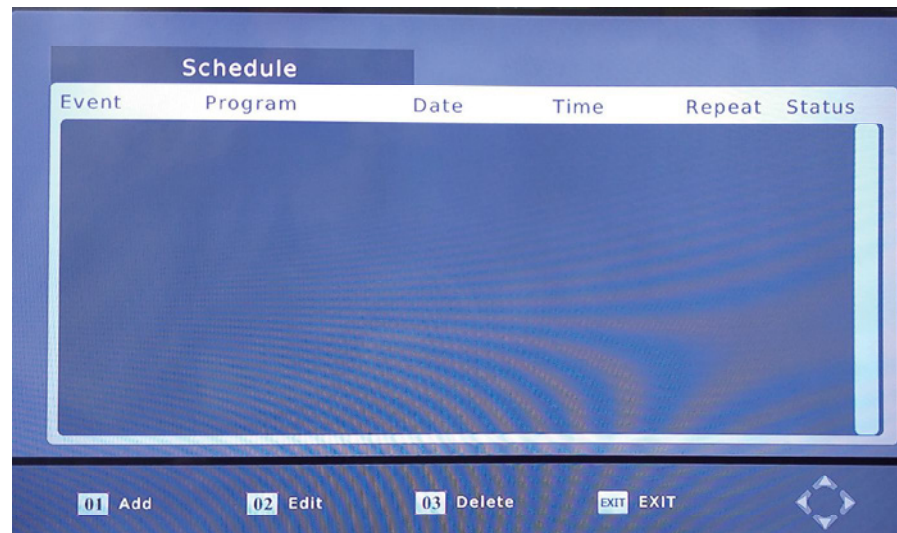 Schedule
Event Program Date Time Repeat Status
01 Add 02 Edit 03 Delete EXIT EXIT